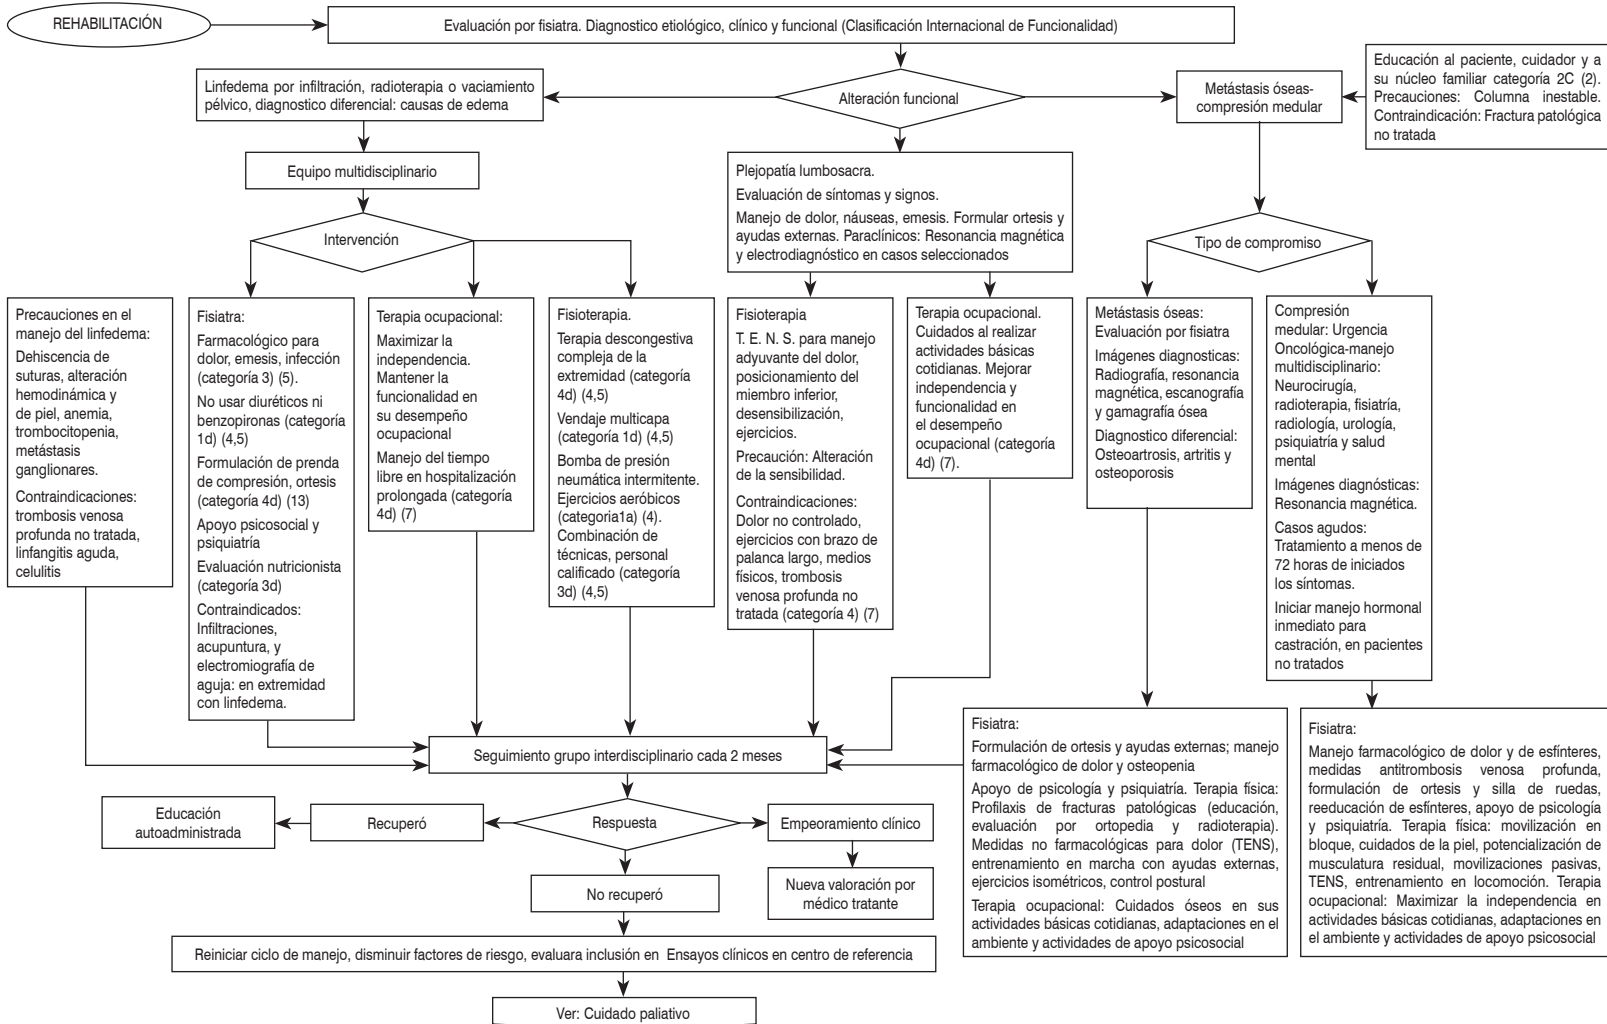 REHABILITACIÓN
Evaluación por fisiatra. Diagnostico etiológico, clínico y funcional (Clasificación Internacional de Funcionalidad)
Linfedema por infiltración, radioterapia o vaciamiento
pélvico, diagnostico diferencial: causas de edema
Alteración funcional
Metástasis óseas-
compresión medular
Educación al paciente, cuidador y a
su núcleo familiar categoría 2C (2).
Precauciones: Columna inestable.
Contraindicación: Fractura patológica
no tratada
Equipo multidisciplinario
Intervención
Plejopatía lumbosacra.
Evaluación de síntomas y signos.
Manejo de dolor, náuseas, emesis. Formular ortesis y
ayudas externas. Paraclínicos: Resonancia magnética
y electrodiagnóstico en casos seleccionados
Tipo de compromiso
Precauciones en el
manejo del linfedema:
Dehiscencia de
suturas, alteración
hemodinámica y
de piel, anemia,
trombocitopenia,
metástasis
ganglionares.
Contraindicaciones:
trombosis venosa
profunda no tratada,
linfangitis aguda,
celulitis
Fisiatra:
Farmacológico para
dolor, emesis, infección
(categoría 3) (5).
No usar diuréticos ni
benzopironas (categoría
1d) (4,5)
Formulación de prenda
de compresión, ortesis
(categoría 4d) (13)
Apoyo psicosocial y
psiquiatría
Evaluación nutricionista
(categoría 3d)
Contraindicados:
Infiltraciones,
acupuntura, y
electromiografía de
aguja: en extremidad
con linfedema.
Terapia ocupacional:
Maximizar la
independencia.
Mantener la
funcionalidad en
su desempeño
ocupacional
Manejo del tiempo
libre en hospitalización
prolongada (categoría
4d) (7)
Fisioterapia.
Terapia descongestiva
compleja de la
extremidad (categoría
4d) (4,5)
Vendaje multicapa
(categoría 1d) (4,5)
Bomba de presión
neumática intermitente.
Ejercicios aeróbicos
(categoria1a) (4).
Combinación de
técnicas, personal
calificado (categoría
3d) (4,5)
Fisioterapia
T. E. N. S. para manejo
adyuvante del dolor,
posicionamiento del
miembro inferior,
desensibilización,
ejercicios.
Precaución: Alteración
de la sensibilidad.
Contraindicaciones:
Dolor no controlado,
ejercicios con brazo de
palanca largo, medios
físicos, trombosis
venosa profunda no
tratada (categoría 4) (7)
Terapia ocupacional.
Cuidados al realizar
actividades básicas
cotidianas. Mejorar
independencia y
funcionalidad en
el desempeño
ocupacional (categoría
4d) (7).
Metástasis óseas:
Evaluación por fisiatra
Imágenes diagnosticas:
Radiografía, resonancia
magnética, escanografía
y gamagrafía ósea
Diagnostico diferencial:
Osteoartrosis, artritis y
osteoporosis
Compresión
medular: Urgencia
Oncológica-manejo
multidisciplinario:
Neurocirugía,
radioterapia, fisiatría,
radiología, urología,
psiquiatría y salud
mental
Imágenes diagnósticas:
Resonancia magnética.
Casos agudos:
Tratamiento a menos de
72 horas de iniciados
los síntomas.
Iniciar manejo hormonal
inmediato para
castración, en pacientes
no tratados
Seguimiento grupo interdisciplinario cada 2 meses
Educación
autoadministrada
Recuperó
Respuesta
Empeoramiento clínico
Nueva valoración por
médico tratante
No recuperó
Reiniciar ciclo de manejo, disminuir factores de riesgo, evaluara inclusión en Ensayos clínicos en centro de referencia
Ver: Cuidado paliativo
Fisiatra:
Formulación de ortesis y ayudas externas; manejo
farmacológico de dolor y osteopenia
Apoyo de psicología y psiquiatría. Terapia física:
Profilaxis de fracturas patológicas (educación,
evaluación por ortopedia y radioterapia).
Medidas no farmacológicas para dolor (TENS),
entrenamiento en marcha con ayudas externas,
ejercicios isométricos, control postural
Terapia ocupacional: Cuidados óseos en sus
actividades básicas cotidianas, adaptaciones en el
ambiente y actividades de apoyo psicosocial
Fisiatra:
Manejo farmacológico de dolor y de esfínteres,
medidas antitrombosis venosa profunda,
formulación de ortesis y silla de ruedas,
reeducación de esfínteres, apoyo de psicología
y psiquiatría. Terapia física: movilización en
bloque, cuidados de la piel, potencialización de
musculatura residual, movilizaciones pasivas,
TENS, entrenamiento en locomoción. Terapia
ocupacional: Maximizar la independencia en
actividades básicas cotidianas, adaptaciones en
el ambiente y actividades de apoyo psicosocial